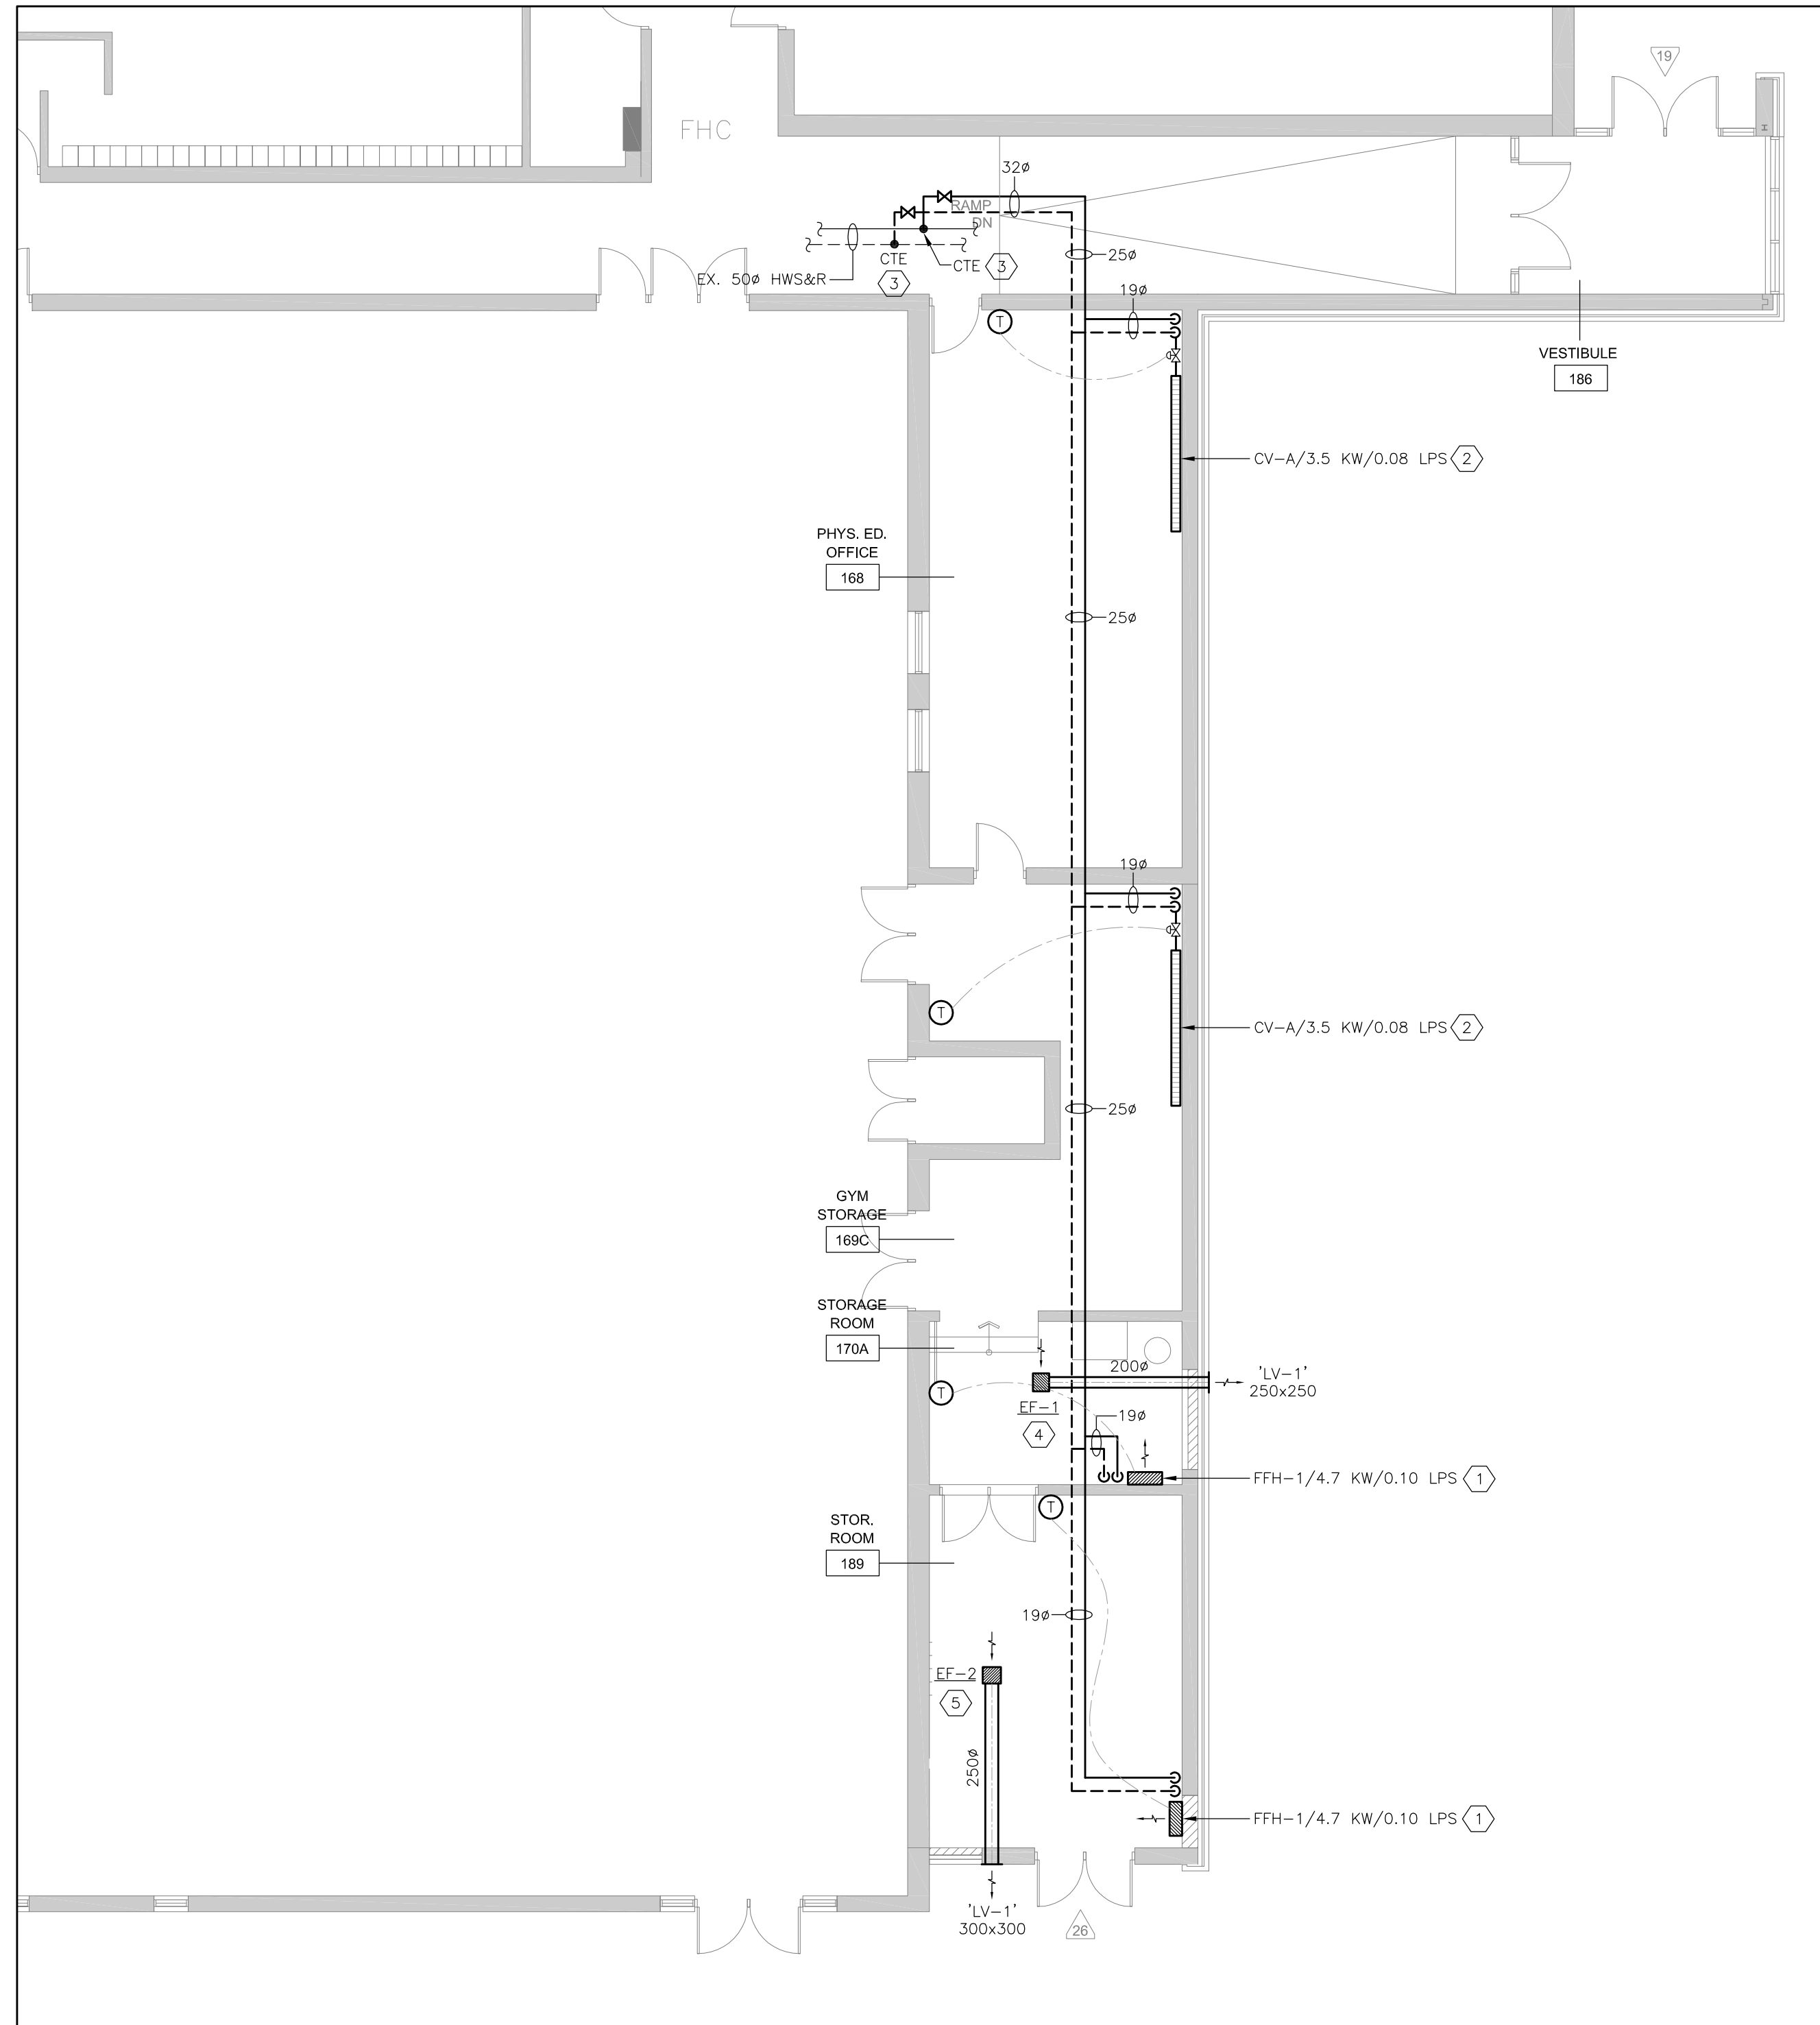 19
FHC
H
32ø
RAMP
DN
CTE
3
CTE 3
EX. 50ø HWS&R
25ø
19ø
T
VESTIBULE
186
CV-A/3.5 KW/0.08 LPS 2
PHYS. ED.
OFFICE
168
25ø
19ø
T
CV-A/3.5 KW/0.08 LPS 2
25ø
GYM
STORAGE
169C
STORAGE
ROOM
170A
200ø
'LV-1'
250x250
T
EF-1
4
19ø
FFH-1/4.7 KW/0.10 LPS 1
T
STOR.
ROOM
189
19ø
EF-2
5
250ø
FFH-1/4.7 KW/0.10 LPS 1
'LV-1'
300x300
26